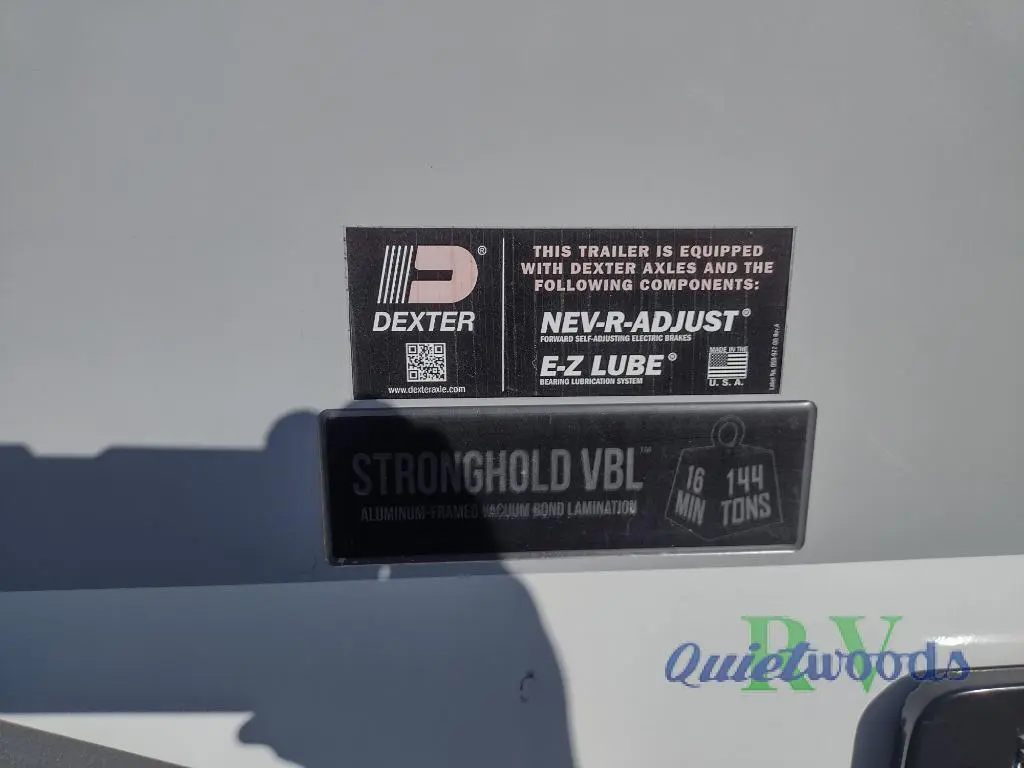 DEXTER®
www.dexteraxle.com
THIS TRAILER IS EQUIPPED
WITH DEXTER AXLES AND THE
FOLLOWING COMPONENTS:
NEV-R-ADJUST®
FORWARD SELF-ADJUSTING ELECTRIC BRAKES
E-Z LUBE®
BEARING LUBRICATION SYSTEM
MADE IN THE
U.S.A.
STRONGHOLD VBL™
ALUMINUM-FRAMED VACUUM BOND LAMINATION
16 144
MIN TONS
Quietwoods RV